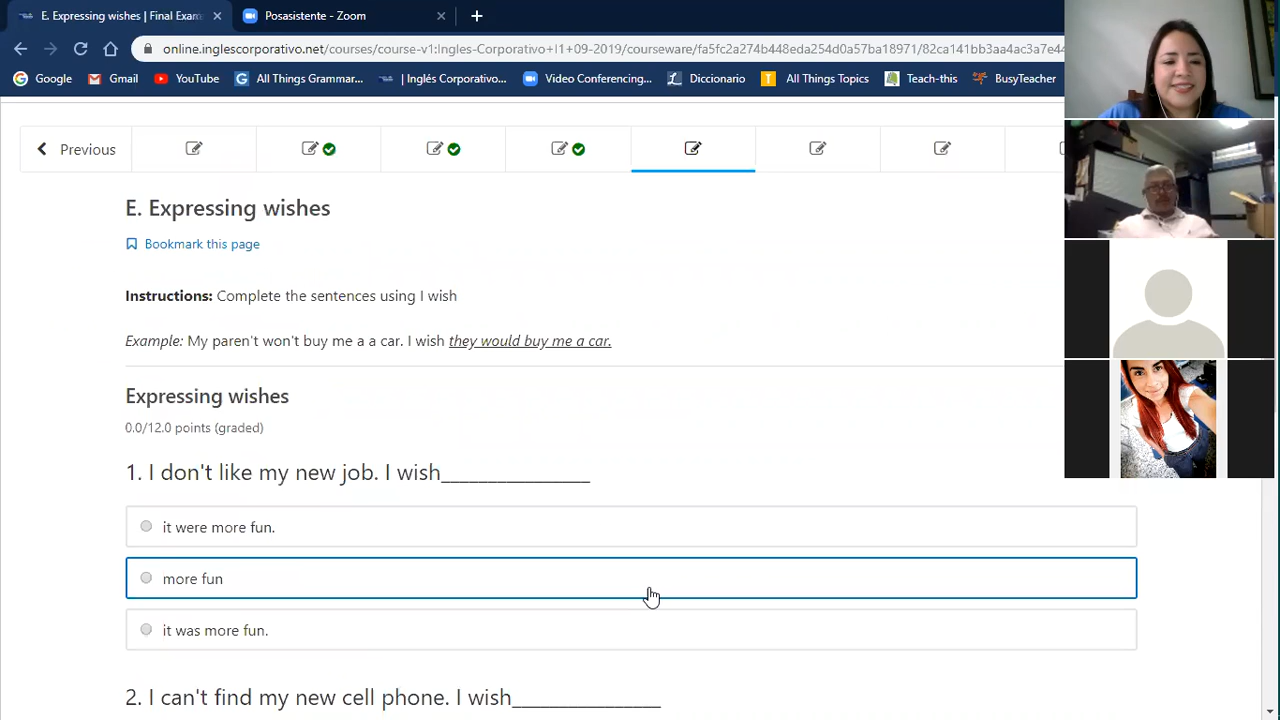 E. Expressing wishes | Final Exam
Posasistente - Zoom
online.inglescorporativo.net/courses/course-v1:Ingles-Corporativo+I1+09-2019/courseware/fa5fc2a274b448eda254d0a57ba18971/82ca141bb3aa4ac3a7e44
Google
Gmail
YouTube
All Things Grammar...
| Inglés Corporativo...
Video Conferencing...
Diccionario
All Things Topics
Teach-this
BusyTeacher
Previous
E. Expressing wishes
Bookmark this page
Instructions: Complete the sentences using I wish
Example: My paren't won't buy me a a car. I wish they would buy me a car.
Expressing wishes
0.0/12.0 points (graded)
1. I don't like my new job. I wish_______________
it were more fun.
more fun
it was more fun.
2. I can't find my new cell phone. I wish_______________